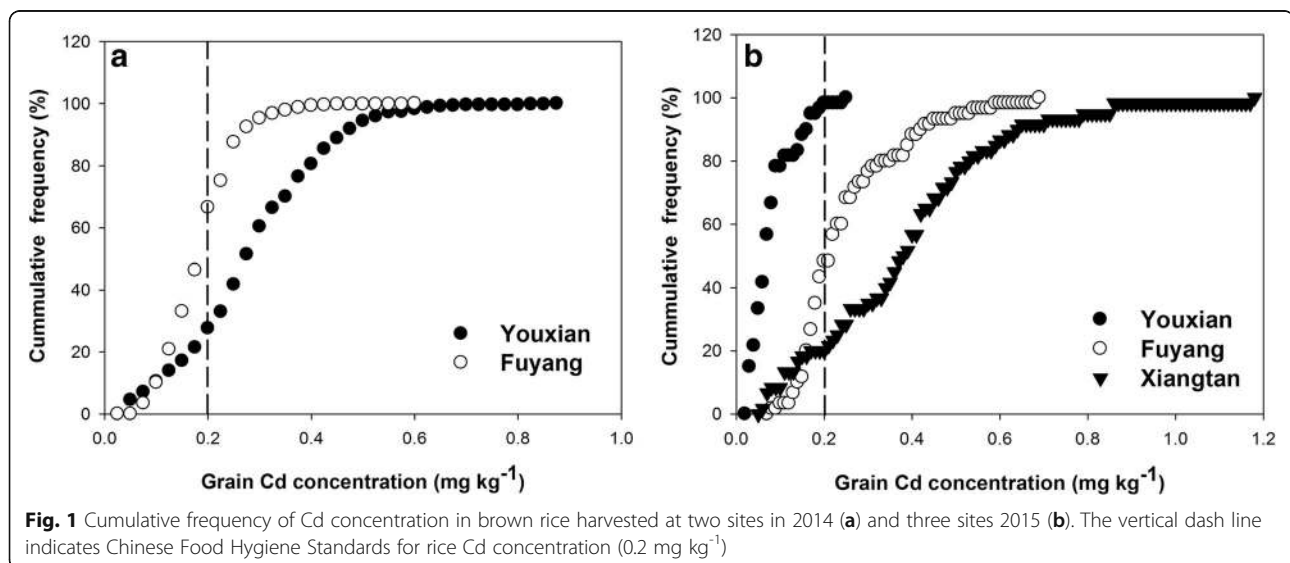 a
120
100
80
60
40
20
0
Cummulative frequency (%)
Youxian
Fuyang
0.0 0.2 0.4 0.6 0.8 1.0
Grain Cd concentration (mg kg-1)
b
120
100
80
60
40
20
0
Cummulative frequency (%)
Youxian
Fuyang
Xiangtan
0.0 0.2 0.4 0.6 0.8 1.0 1.2
Grain Cd concentration (mg kg-1)
Fig. 1 Cumulative frequency of Cd concentration in brown rice harvested at two sites in 2014 (a) and three sites 2015 (b). The vertical dash line
indicates Chinese Food Hygiene Standards for rice Cd concentration (0.2 mg kg-1)